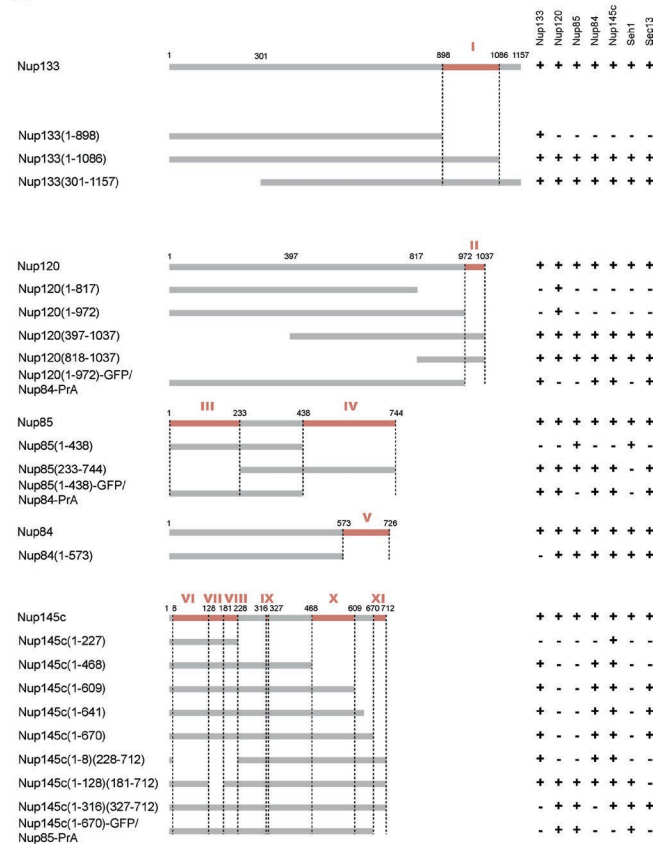 Nup133 Nup120 Nup85 Nup84 Nup145c Seh1 Sec13
I
1 301 898 1086 1157
Nup133 + + + + + + +
Nup133(1-898) + - - - - - -
Nup133(1-1086) + + + + + + +
Nup133(301-1157) + + + + + + +
II
1 397 817 972 1037
Nup120 + + + + + + +
Nup120(1-817) - + - - - - -
Nup120(1-972) - + - - - - -
Nup120(397-1037) + + + + + + +
Nup120(818-1037) + + + + + + +
Nup120(1-972)-GFP/
Nup84-PrA + - - + + - +
III IV
1 233 438 744
Nup85 + + + + + + +
Nup85(1-438) - - + - - + -
Nup85(233-744) + + + + + - +
Nup85(1-438)-GFP/
Nup84-PrA + + - + + - +
V
1 573 726
Nup84 + + + + + + +
Nup84(1-573) - + + + + + +
VI VII VIII IX X XI
1 8 128 181 228 316 327 468 609 670 712
Nup145c + + + + + + +
Nup145c(1-227) - - - - + - -
Nup145c(1-468) + - - + + - -
Nup145c(1-609) + - - + + - +
Nup145c(1-641) + - - + + - +
Nup145c(1-670) + - - + + - +
Nup145c(1-8)(228-712) + - - + + - -
Nup145c(1-128)(181-712) + + + + + + -
Nup145c(1-316)(327-712) - + + - + + +
Nup145c(1-670)-GFP/
Nup85-PrA - + + - - + -